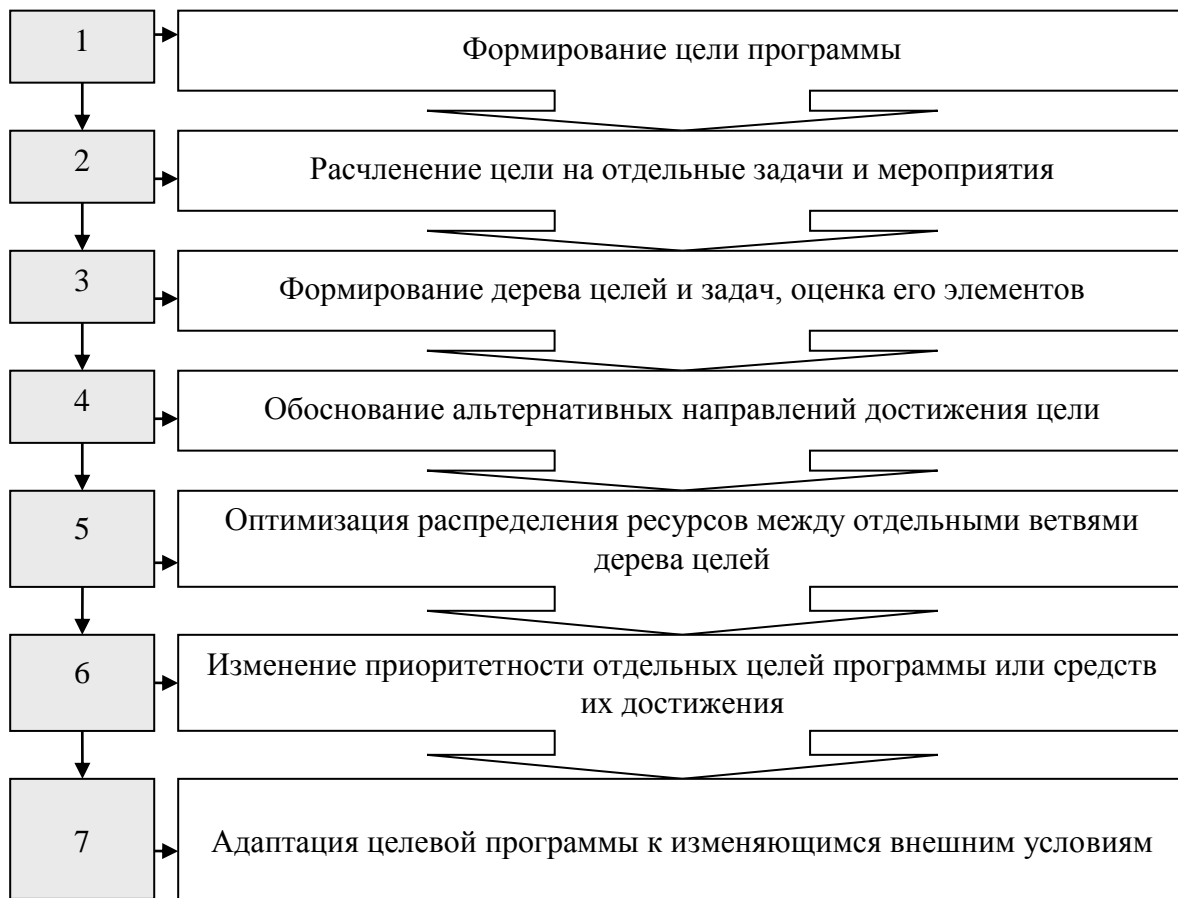 1
Формирование цели программы
2
Расчленение цели на отдельные задачи и мероприятия
3
Формирование дерева целей и задач, оценка его элементов
4
Обоснование альтернативных направлений достижения цели
5
Оптимизация распределения ресурсов между отдельными ветвями
дерева целей
6
Изменение приоритетности отдельных целей программы или средств
их достижения
7
Адаптация целевой программы к изменяющимся внешним условиям